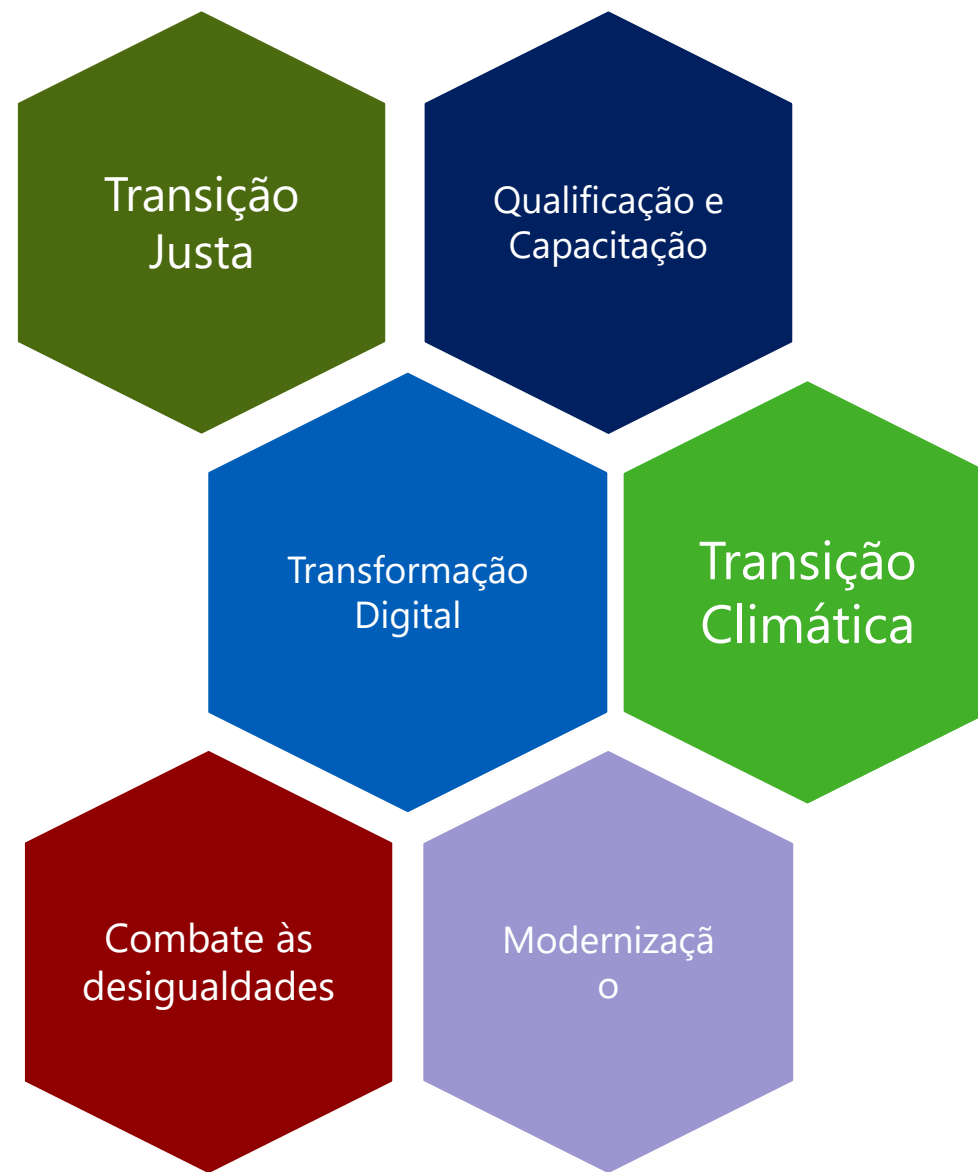 Transição
Justa
Qualificação e
Capacitação
Transformação
Digital
Transição
Climática
Combate às
desigualdades
Modernizaçã
o